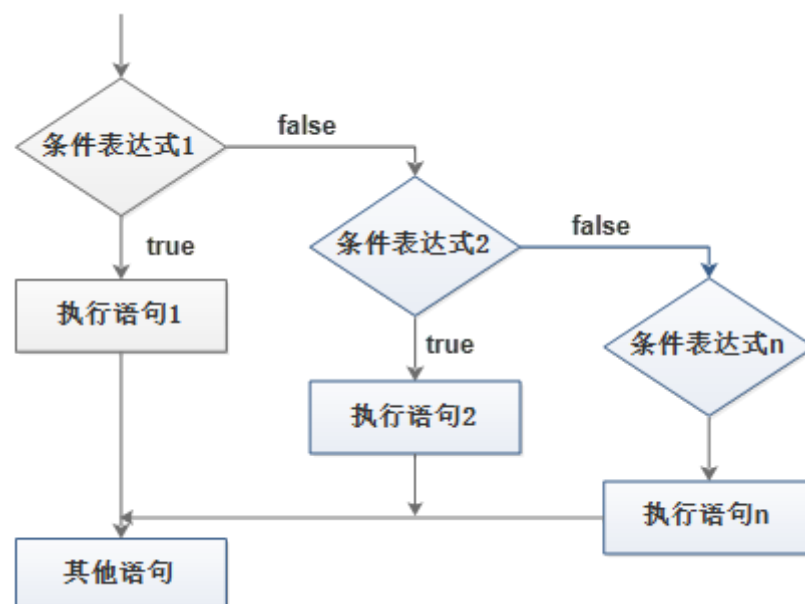 条件表达式1
false
条件表达式2
false
true
执行语句1
条件表达式n
true
执行语句2
执行语句n
其他语句